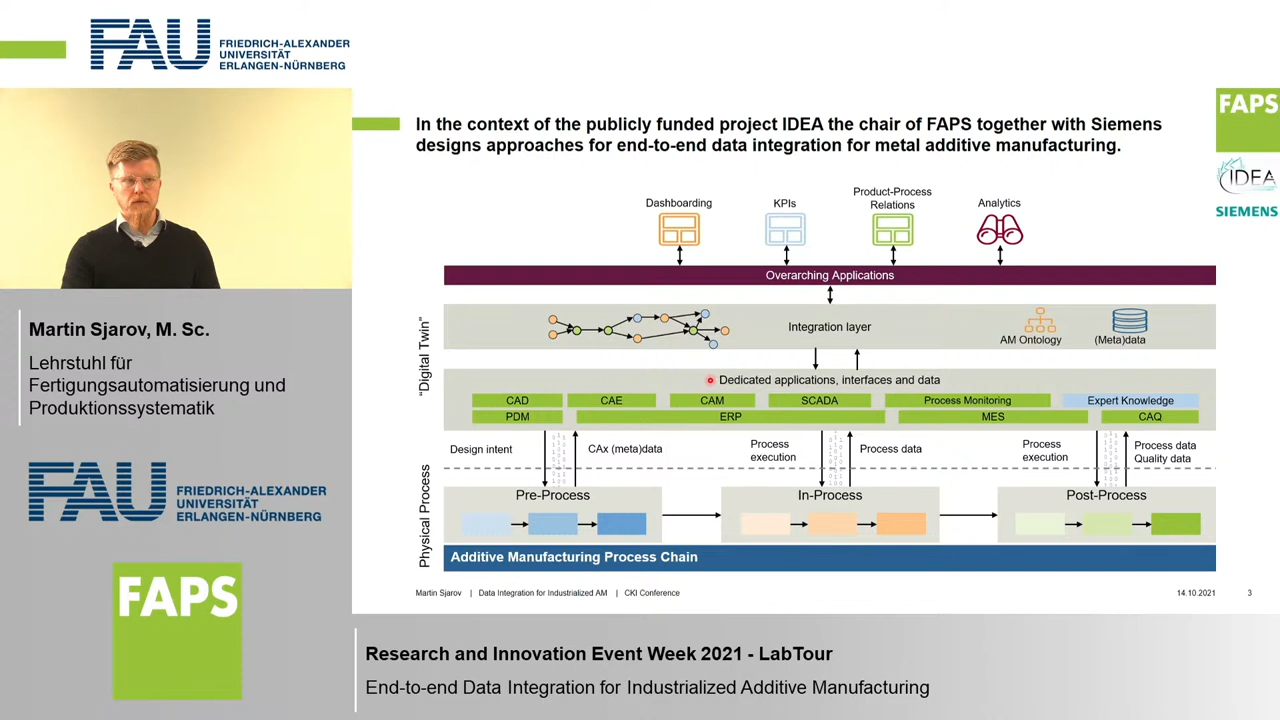 FAU
FRIEDRICH-ALEXANDER
UNIVERSITÄT
ERLANGEN-NÜRNBERG
In the context of the publicly funded project IDEA the chair of FAPS together with Siemens
designs approaches for end-to-end data integration for metal additive manufacturing.
FAPS
IDEA
SIEMENS
Dashboarding
KPIs
Product-Process
Relations
Analytics
Overarching Applications
Integration layer
AM Ontology
(Meta)data
"Digital Twin"
Dedicated applications, interfaces and data
CAD
CAE
CAM
SCADA
Process Monitoring
Expert Knowledge
PDM
ERP
MES
CAQ
Design intent
CAx (meta)data
Process
execution
Process data
Process
execution
Process data
Quality data
Physical Process
Pre-Process
In-Process
Post-Process
Additive Manufacturing Process Chain
Martin Sjarov | Data Integration for Industrialized AM | CKI Conference
14.10.2021
3
Martin Sjarov, M. Sc.
Lehrstuhl für
Fertigungsautomatisierung und
Produktionssystematik
FAU
FRIEDRICH-ALEXANDER
UNIVERSITÄT
ERLANGEN-NÜRNBERG
FAPS
Research and Innovation Event Week 2021 - LabTour
End-to-end Data Integration for Industrialized Additive Manufacturing